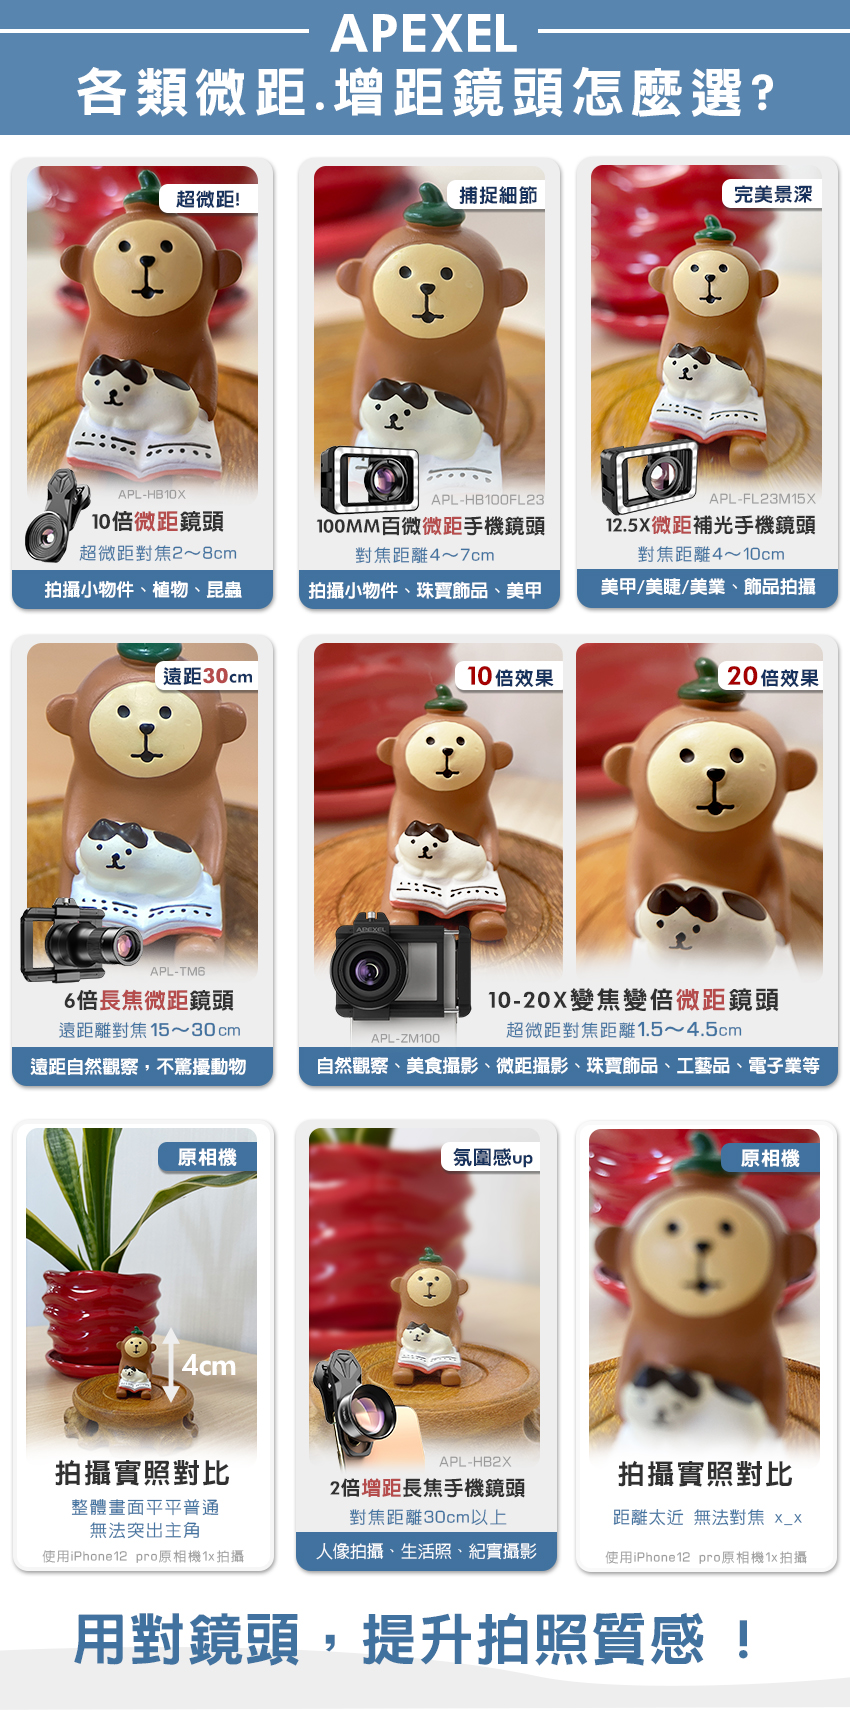 APEXEL
各類微距.增距鏡頭怎麼選?
超微距!
APL-HB10X
10倍微距鏡頭
超微距對焦2～8cm
拍攝小物件、植物、昆蟲
捕捉細節
APL-HB100FL23
100MM百微微距手機鏡頭
對焦距離4～7cm
拍攝小物件、珠寶飾品、美甲
完美景深
APL-FL23M15X
12.5X微距補光手機鏡頭
對焦距離4～10cm
美甲/美睫/美業、飾品拍攝
遠距30cm
APL-TM6
6倍長焦微距鏡頭
遠距離對焦15～30cm
遠距自然觀察，不驚擾動物
10倍效果
20倍效果
APEXEL
APL-ZM100
10-20X變焦變倍微距鏡頭
超微距對焦距離1.5～4.5cm
自然觀察、美食攝影、微距攝影、珠寶飾品、工藝品、電子業等
原相機
4cm
拍攝實照對比
整體畫面平平普通
無法突出主角
使用iPhone12 pro原相機1x拍攝
氛圍感up
APL-HB2X
2倍增距長焦手機鏡頭
對焦距離30cm以上
人像拍攝、生活照、紀實攝影
原相機
拍攝實照對比
距離太近 無法對焦 x_x
使用iPhone12 pro原相機1x拍攝
用對鏡頭，提升拍照質感 !